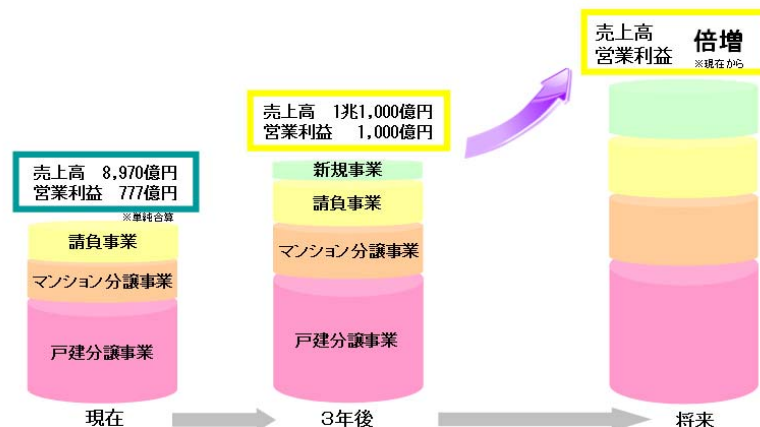 売上高 倍増
営業利益 ※現在から
売上高 1兆1,000億円
営業利益 1,000億円
売上高 8,970億円
営業利益 777億円
※単純合算
新規事業
請負事業
マンション分譲事業
戸建分譲事業
請負事業
マンション分譲事業
戸建分譲事業
現在
3年後
将来